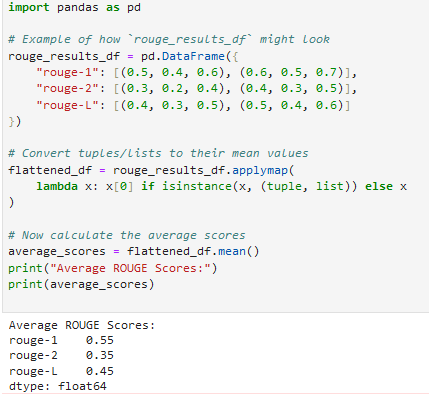 import pandas as pd
# Example of how `rouge_results_df` might look
rouge_results_df = pd.DataFrame({
    "rouge-1": [(0.5, 0.4, 0.6), (0.6, 0.5, 0.7)],
    "rouge-2": [(0.3, 0.2, 0.4), (0.4, 0.3, 0.5)],
    "rouge-L": [(0.4, 0.3, 0.5), (0.5, 0.4, 0.6)]
})
# Convert tuples/lists to their mean values
flattened_df = rouge_results_df.applymap(
    lambda x: x[0] if isinstance(x, (tuple, list)) else x
)
# Now calculate the average scores
average_scores = flattened_df.mean()
print("Average ROUGE Scores:")
print(average_scores)
Average ROUGE Scores:
rouge-1    0.55
rouge-2    0.35
rouge-L    0.45
dtype: float64